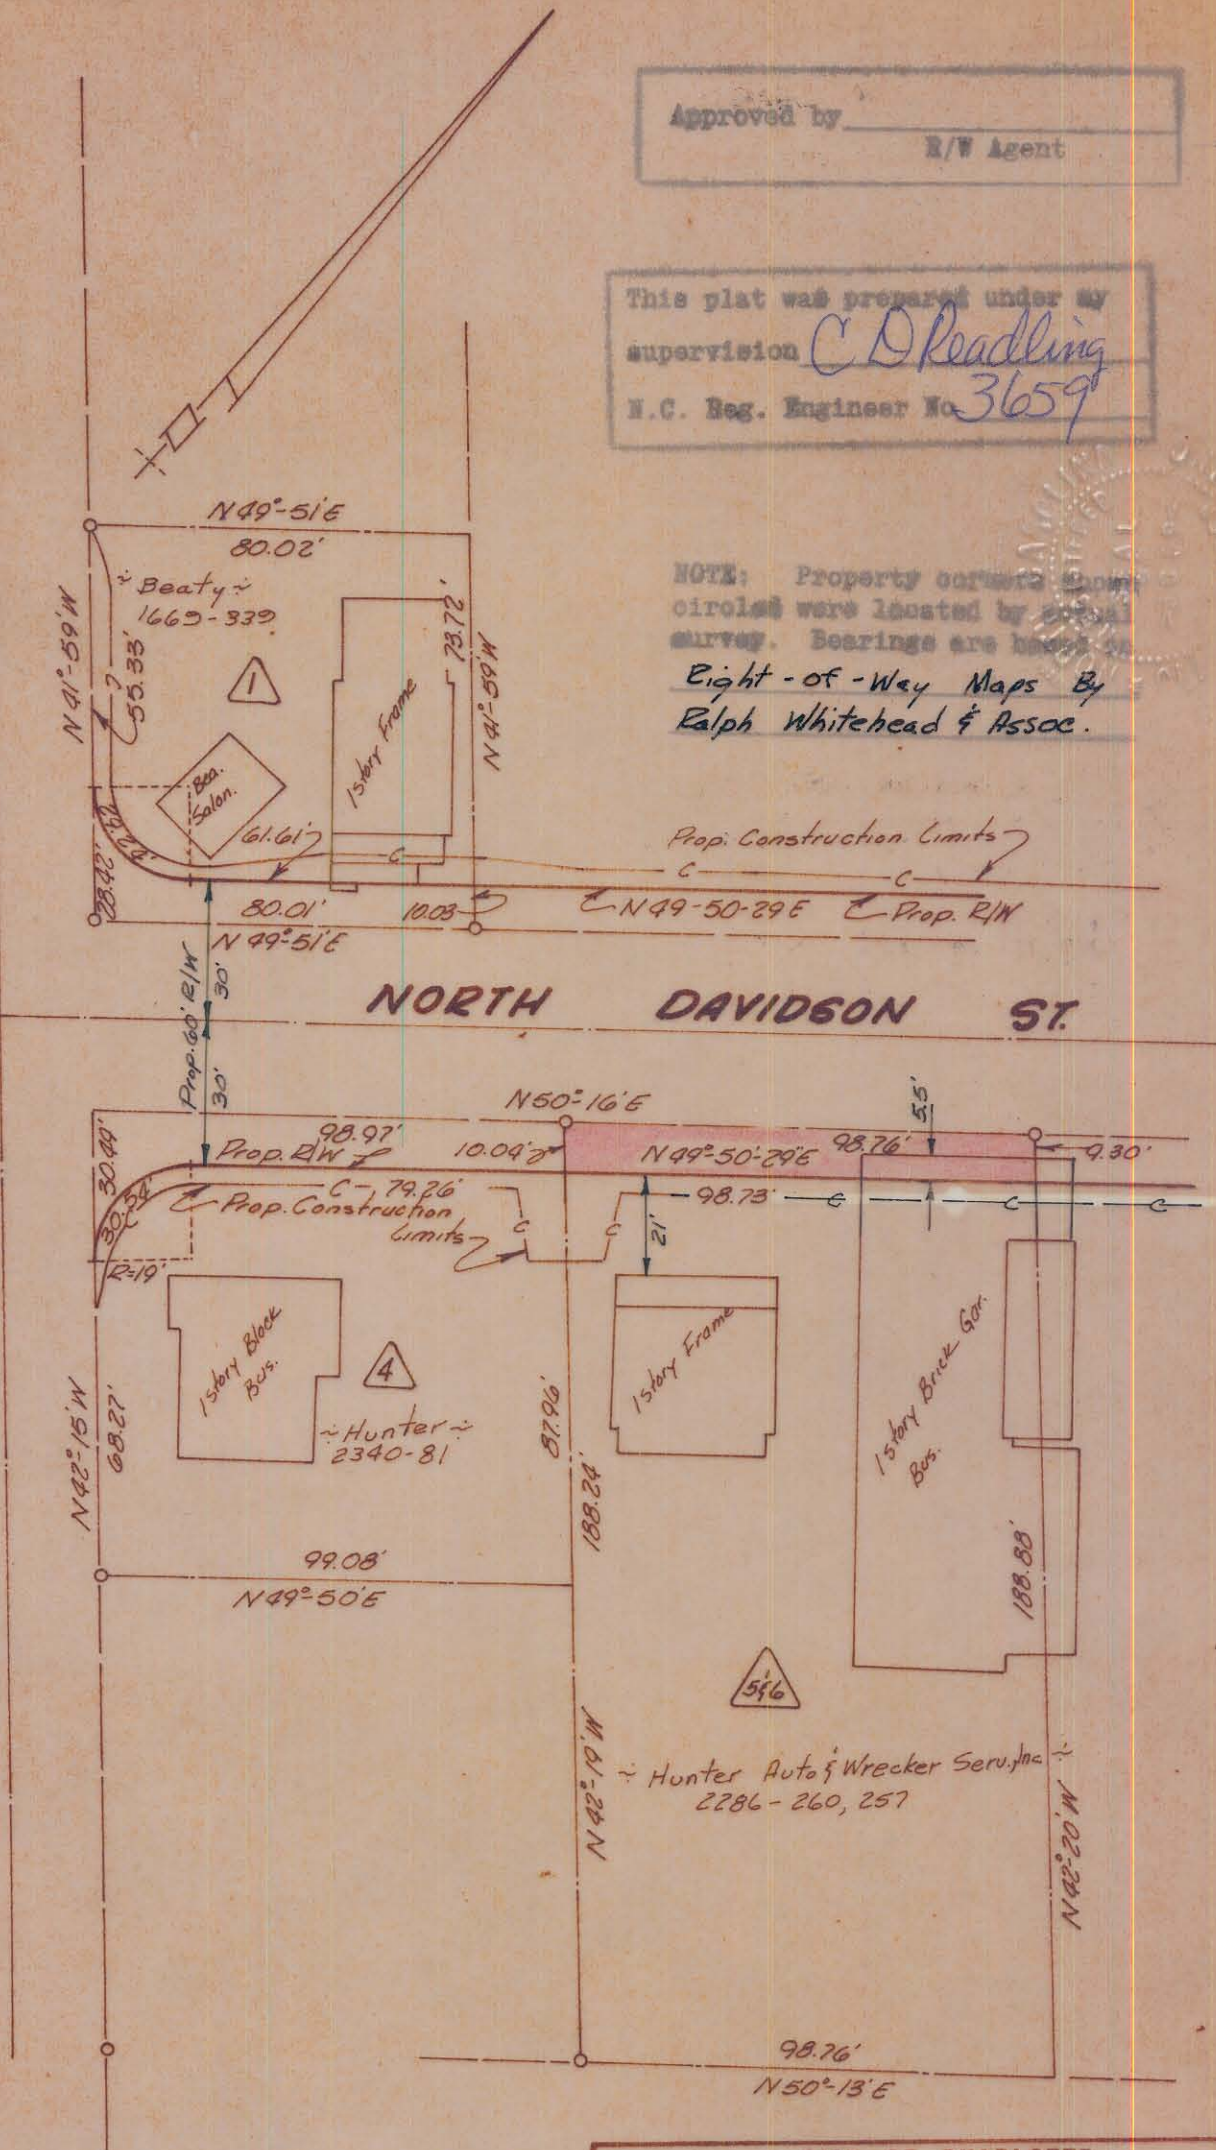 Approved by
R/W Agent
This plat was prepared under my
supervision C D Readling
N.C. Reg. Engineer No 3659
NOTE: Property corners shown
circled were located by actual
survey. Bearings are based on
Right-of-Way Maps By
Ralph Whitehead & Assoc.
N49°-51'E
80.02'
~Beaty~
1669-339
N41°-59'W
55.33'
1
73.72'
N41°-59'W
1 Story Frame
Bea.
Salon.
61.61'
28.42'
C
Prop. Construction Limits
C C
80.01'
10.03
N49-50-29E
Prop. R/W
N49°-51'E
Prop. 60' R/W
30'
30'
NORTH DAVIDSON ST.
N50°-16'E
5.5'
30.49'
98.97'
Prop. R/W
10.04'
N49°-50'-29"E
98.76'
9.30'
C - 79.26'
98.73'
C C C
Prop. Construction
Limits
C C
21'
R=19'
1 Story Block
Bus.
4
~Hunter~
2340-81
1 Story Frame
1 Story Brick Gar.
Bus.
N42°-15'W
68.27'
87.96'
188.24'
188.88'
99.08'
N49°-50'E
5&6
N42°-19'W
~ Hunter Auto & Wrecker Serv., Inc ~
2286-260, 257
N42°-20'W
98.76'
N50°-13'E